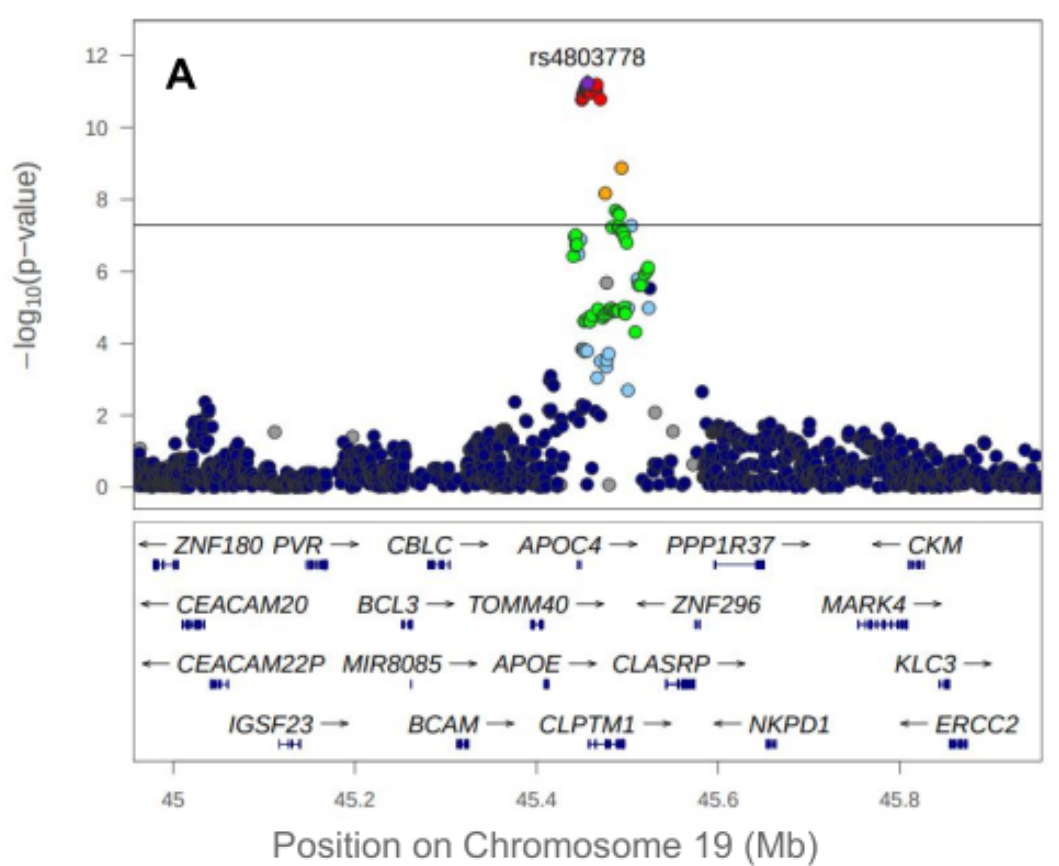 A
rs4803778
12
10
8
6
4
2
0
−log10(p−value)
ZNF180 PVR CBLC APOC4 PPP1R37 CKM
CEACAM20 BCL3 TOMM40 ZNF296 MARK4
CEACAM22P MIR8085 APOE CLASRP KLC3
IGSF23 BCAM CLPTM1 NKPD1 ERCC2
45 45.2 45.4 45.6 45.8
Position on Chromosome 19 (Mb)